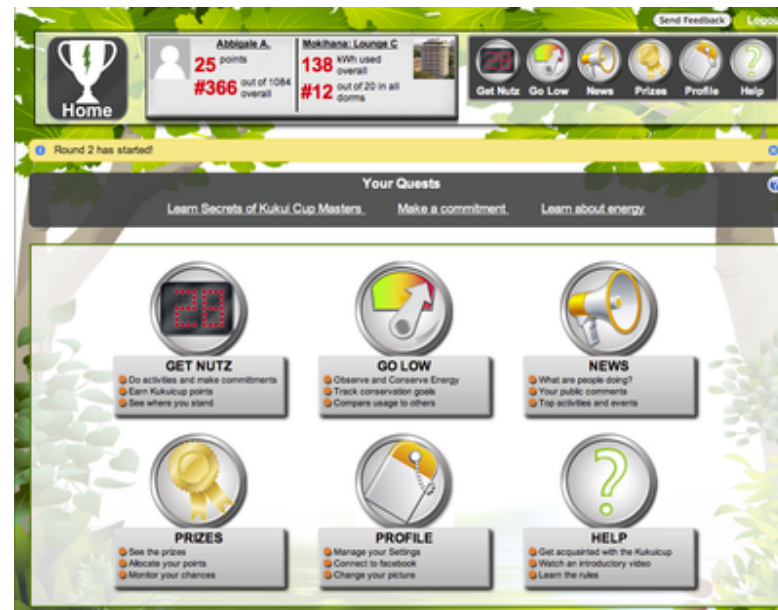 Send Feedback Logou
Home
Abbigale A.
25 points
#366 out of 1084 overall
Mokihana: Lounge C
138 kWh used overall
#12 out of 20 in all dorms
28
Get Nutz Go Low News Prizes Profile Help
Round 2 has started!
Your Quests
Learn Secrets of Kukui Cup Masters Make a commitment Learn about energy
28
GET NUTZ
Do activities and make commitments
Earn Kukuicup points
See where you stand
GO LOW
Observe and Conserve Energy
Track conservation goals
Compare usage to others
NEWS
What are people doing?
Your public comments
Top activities and events
PRIZES
See the prizes
Allocate your points
Monitor your chances
PROFILE
Manage your Settings
Connect to facebook
Change your picture
HELP
Get acquainted with the Kukuicup
Watch an introductory video
Learn the rules